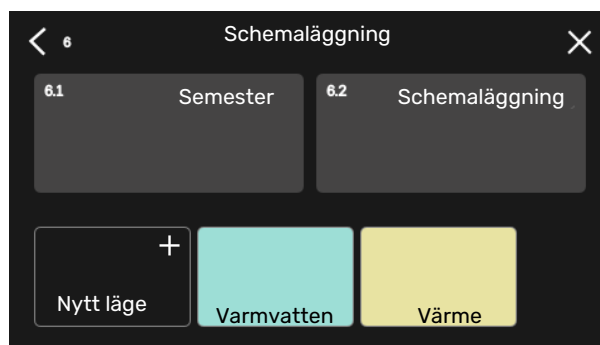 6 Schemaläggning
6.1 Semester
6.2 Schemaläggning
Nytt läge
Varmvatten
Värme